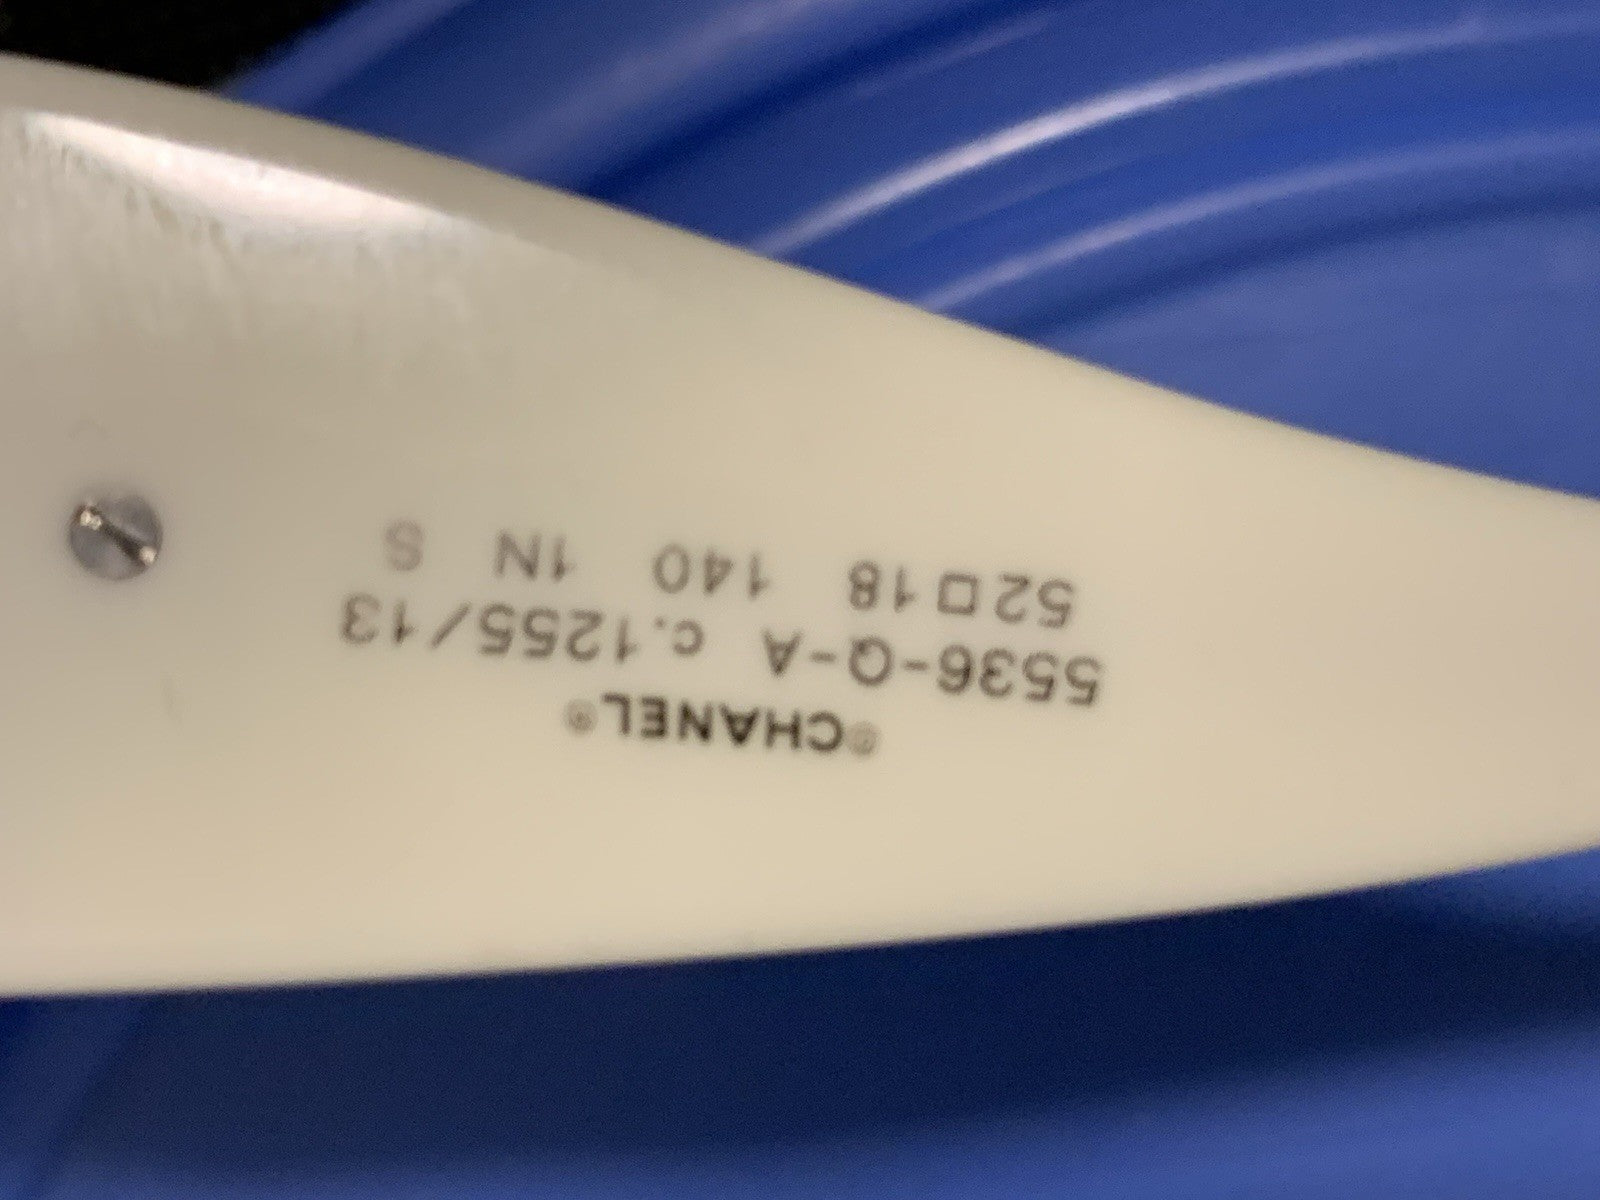 ®CHANEL®
5536-Q-A c.1255/13
52□18 140 1N S